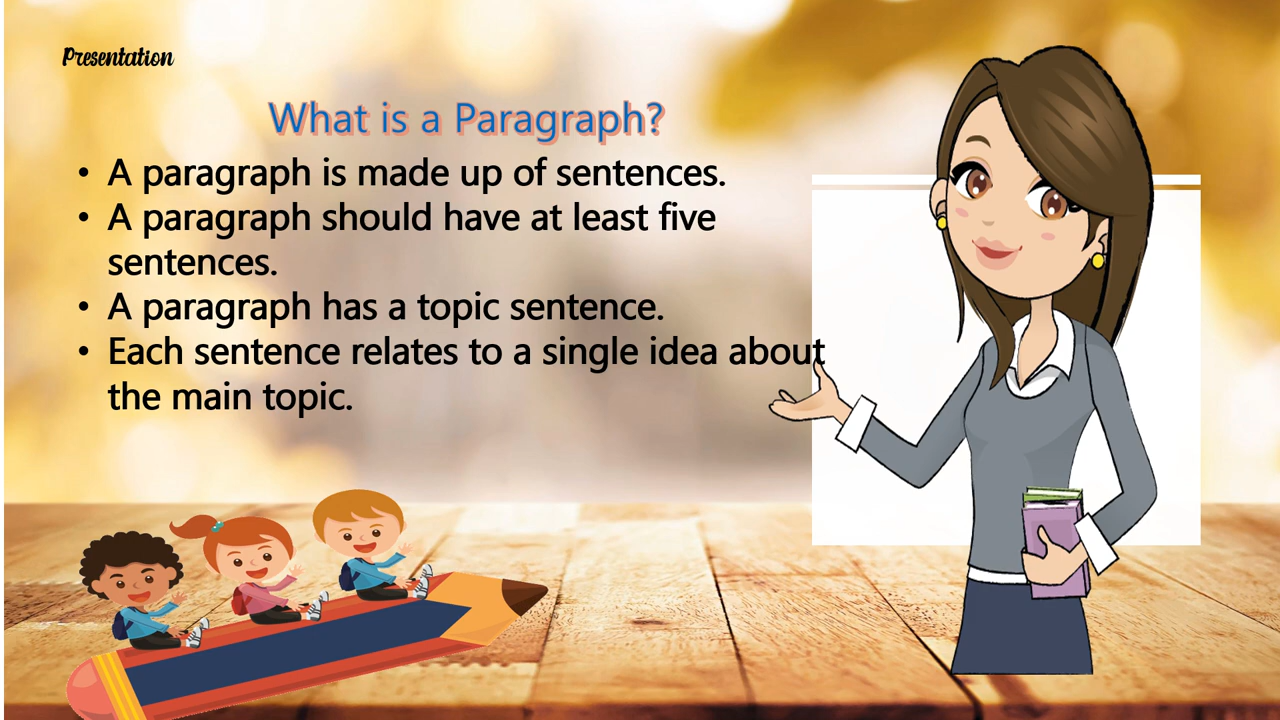 Presentation
What is a Paragraph?
• A paragraph is made up of sentences.
• A paragraph should have at least five
sentences.
• A paragraph has a topic sentence.
• Each sentence relates to a single idea about
the main topic.